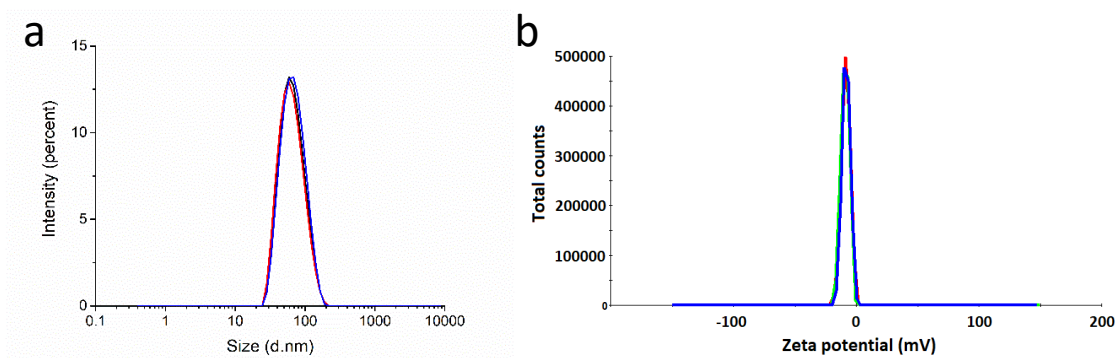 a
15
10
5
0
Intensity (percent)
0.1 1 10 100 1000 10000
Size (d.nm)
b
500000
400000
300000
200000
100000
0
Total counts
-100 0 100 200
Zeta potential (mV)